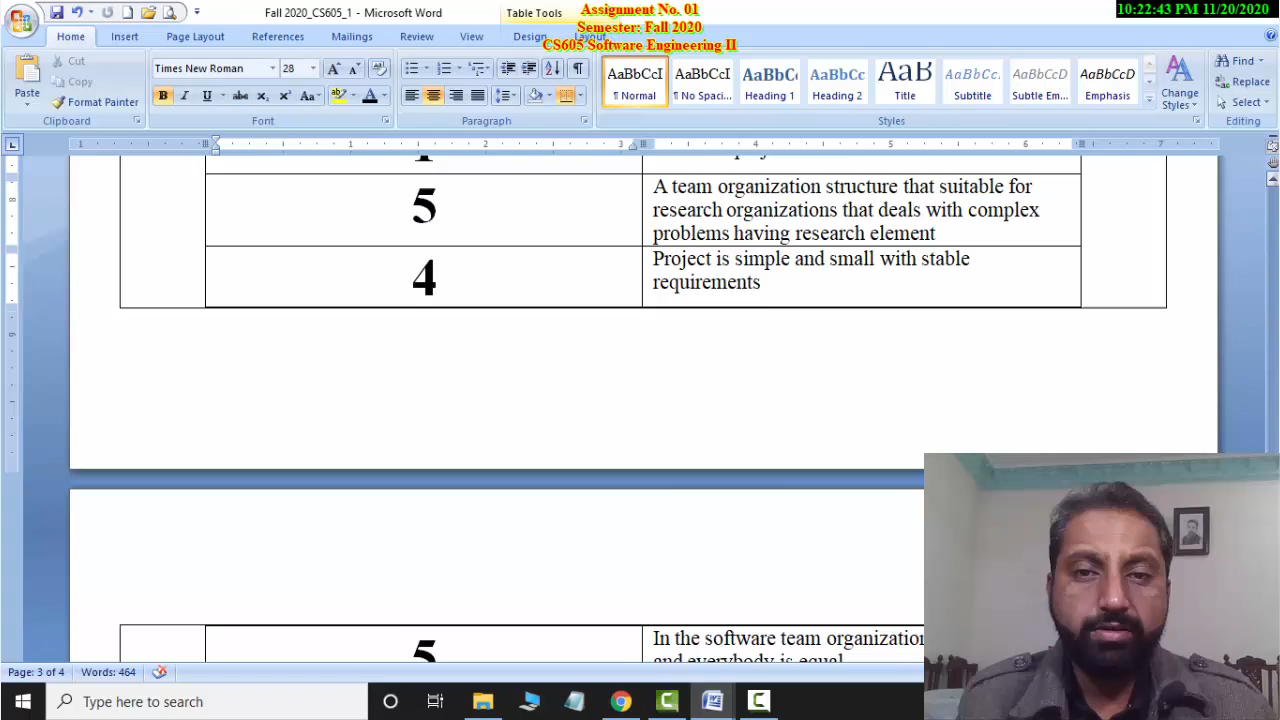 Fall 2020_CS605_1 - Microsoft Word
Table Tools
Assignment No. 01
Semester: Fall 2020
CS605 Software Engineering II
10:22:43 PM 11/20/2020
Home
Insert
Page Layout
References
Mailings
Review
View
Design
Layout
Paste
Cut
Copy
Format Painter
Clipboard
Times New Roman
28
Font
Paragraph
AaBbCcI
¶ Normal
AaBbCcI
¶ No Spaci...
AaBbCc
Heading 1
AaBbCc
Heading 2
AaB
Title
AaBbCc.
Subtitle
AaBbCcD
Subtle Em...
AaBbCcD
Emphasis
Change
Styles
Styles
Find
Replace
Select
Editing
5
A team organization structure that suitable for
research organizations that deals with complex
problems having research element
4
Project is simple and small with stable
requirements
5
In the software team organization
and everybody is equal
Page: 3 of 4
Words: 464
Type here to search